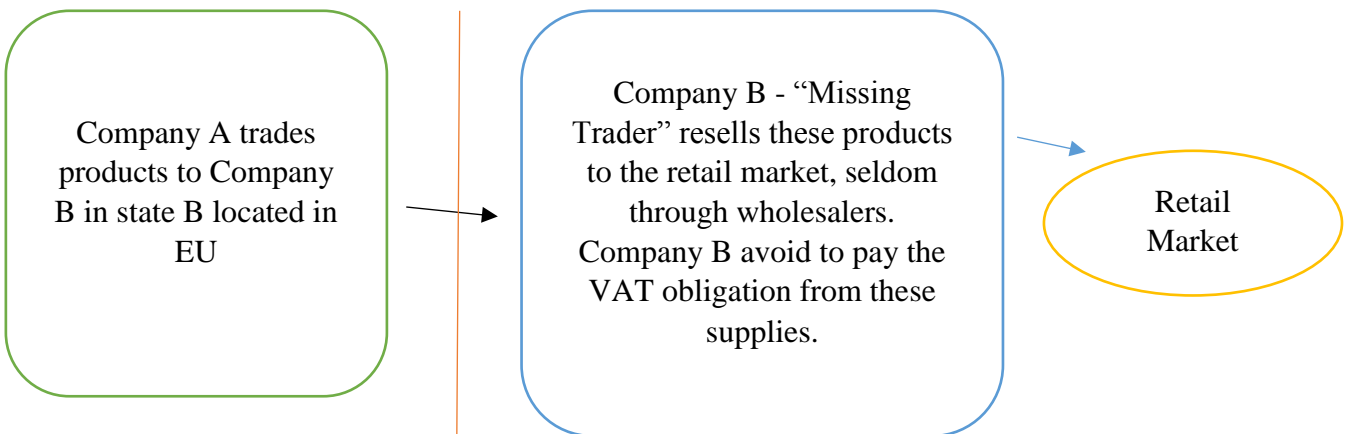 Company A trades
products to Company
B in state B located in
EU
Company B - “Missing
Trader” resells these products
to the retail market, seldom
through wholesalers.
Company B avoid to pay the
VAT obligation from these
supplies.
Retail
Market